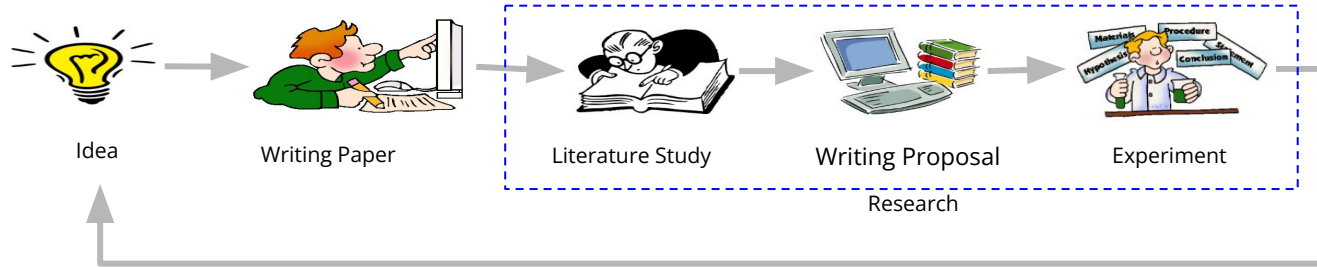 Materials
Procedure
Hypothesis
Conclusion
Idea
Writing Paper
Literature Study
Writing Proposal
Experiment
Research